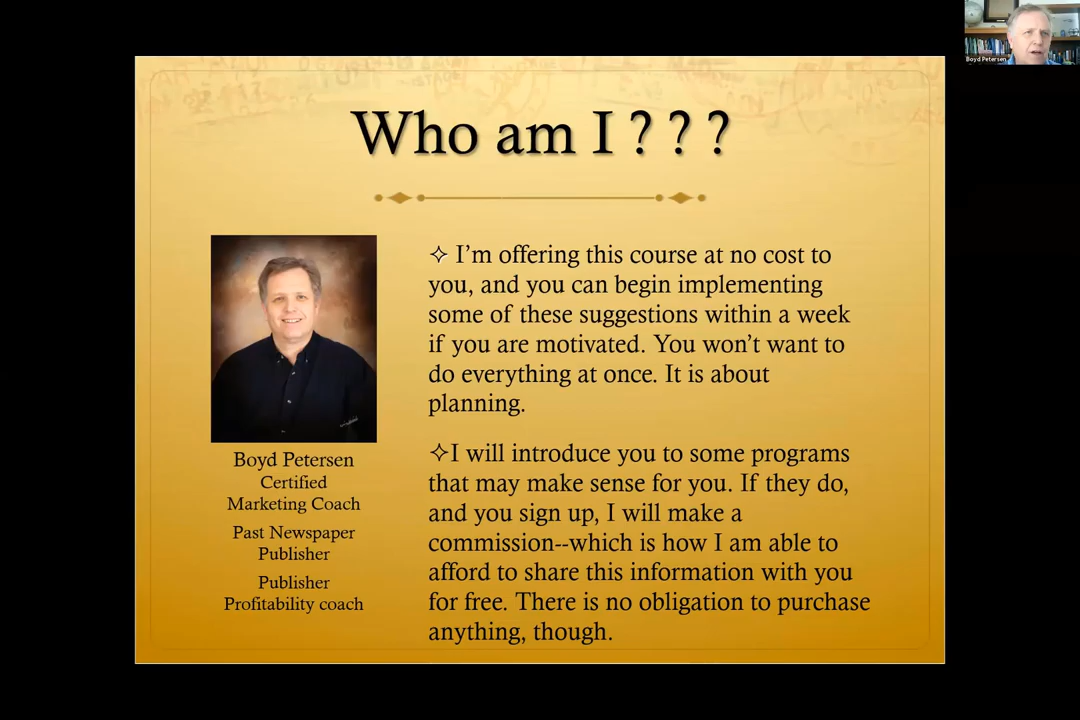 Boyd Petersen
Who am I ? ? ?
Boyd Petersen
Certified
Marketing Coach
Past Newspaper
Publisher
Publisher
Profitability coach
✧ I'm offering this course at no cost to
you, and you can begin implementing
some of these suggestions within a week
if you are motivated. You won't want to
do everything at once. It is about
planning.
✧I will introduce you to some programs
that may make sense for you. If they do,
and you sign up, I will make a
commission--which is how I am able to
afford to share this information with you
for free. There is no obligation to purchase
anything, though.